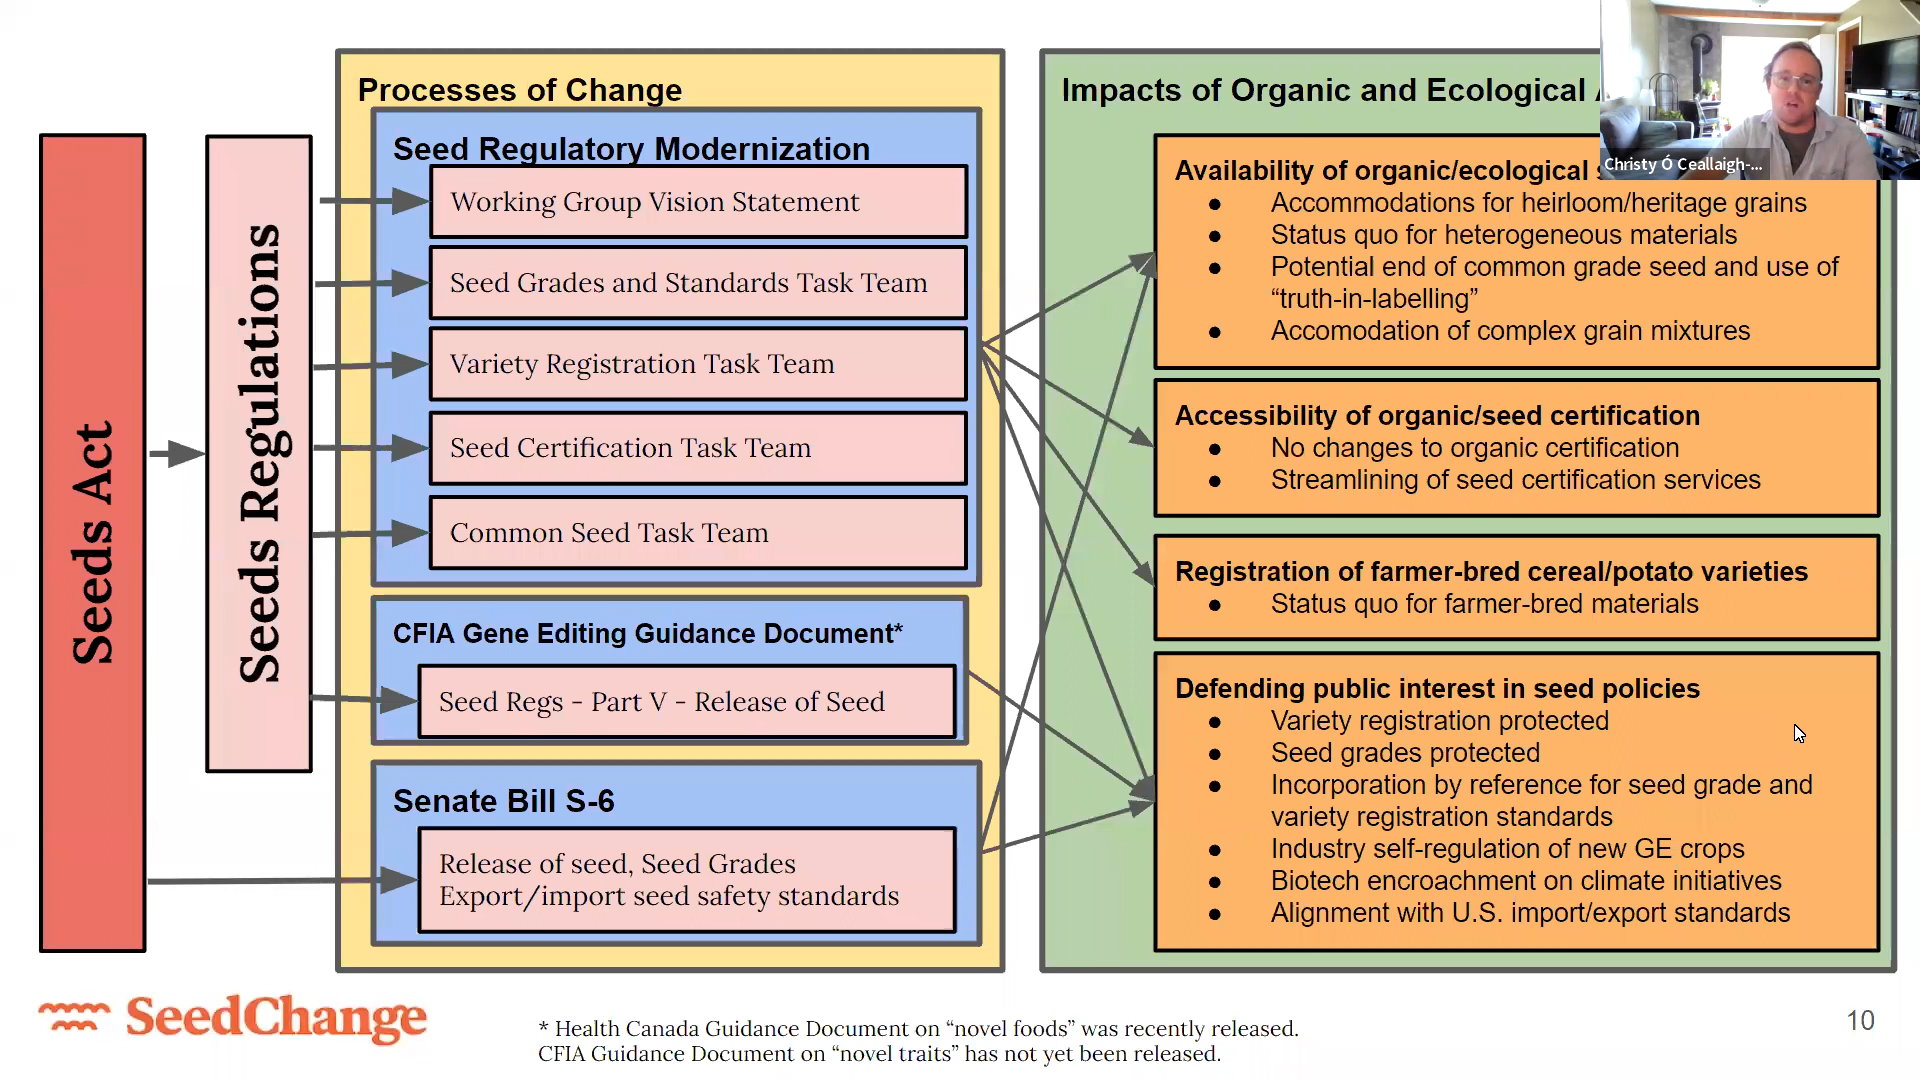 Seeds Act
Seeds Regulations
Processes of Change
Seed Regulatory Modernization
Working Group Vision Statement
Seed Grades and Standards Task Team
Variety Registration Task Team
Seed Certification Task Team
Common Seed Task Team
CFIA Gene Editing Guidance Document*
Seed Regs - Part V - Release of Seed
Senate Bill S-6
Release of seed, Seed Grades
Export/import seed safety standards
Impacts of Organic and Ecological
Availability of organic/ecological
● Accommodations for heirloom/heritage grains
● Status quo for heterogeneous materials
● Potential end of common grade seed and use of
“truth-in-labelling”
● Accomodation of complex grain mixtures
Accessibility of organic/seed certification
● No changes to organic certification
● Streamlining of seed certification services
Registration of farmer-bred cereal/potato varieties
● Status quo for farmer-bred materials
Defending public interest in seed policies
● Variety registration protected
● Seed grades protected
● Incorporation by reference for seed grade and
variety registration standards
● Industry self-regulation of new GE crops
● Biotech encroachment on climate initiatives
● Alignment with U.S. import/export standards
Christy Ó Ceallaigh-...
SeedChange
* Health Canada Guidance Document on “novel foods” was recently released.
CFIA Guidance Document on “novel traits” has not yet been released.
10